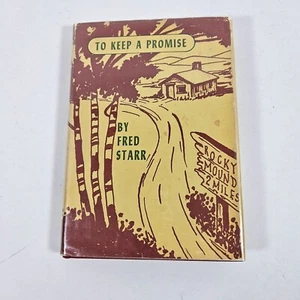 TO KEEP A PROMISE
BY
FRED
STARR
ROCKY
MOUND
2 MILES